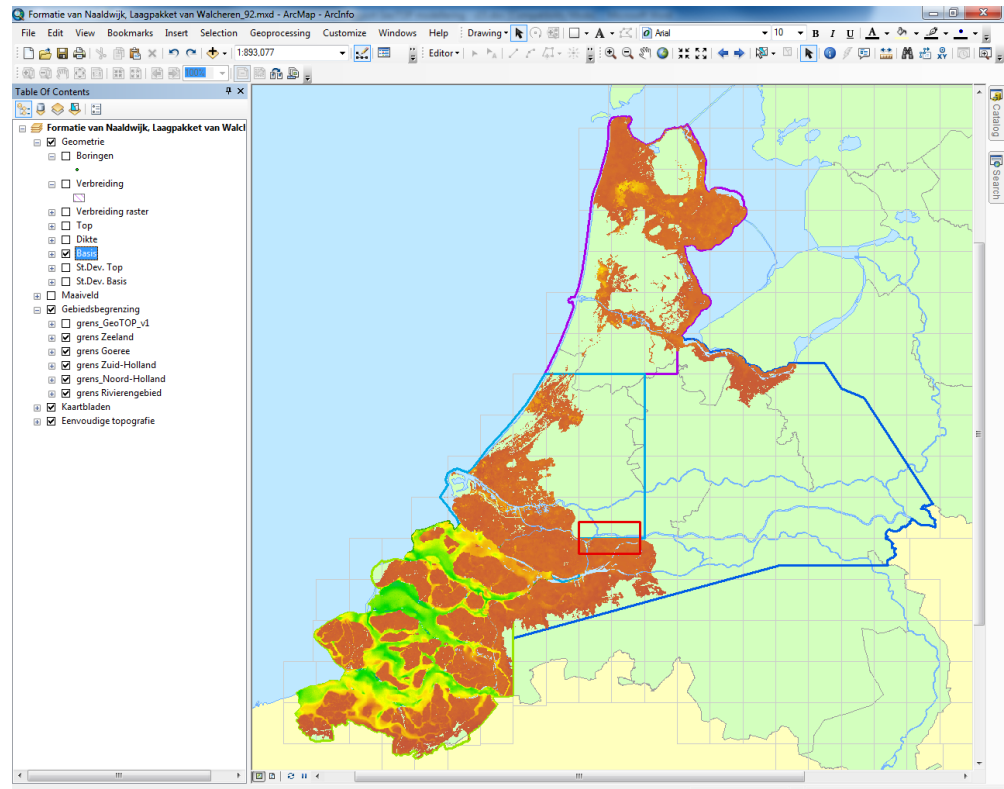 Formatie van Naaldwijk, Laagpakket van Walcheren_92.mxd - ArcMap - ArcInfo
File Edit View Bookmarks Insert Selection Geoprocessing Customize Windows Help Drawing A Arial 10 B I U A
1:893.077 Editor
100%
Table Of Contents
Formatie van Naaldwijk, Laagpakket van Walcl
Geometrie
Boringen
Verbreiding
Verbreiding raster
Top
Dikte
Basis
St.Dev. Top
St.Dev. Basis
Maaiveld
Gebiedsbegrenzing
grens_GeoTOP_v1
grens Zeeland
grens Goeree
grens Zuid-Holland
grens_Noord-Holland
grens Rivierengebied
Kaartbladen
Eenvoudige topografie
Catalog
Search